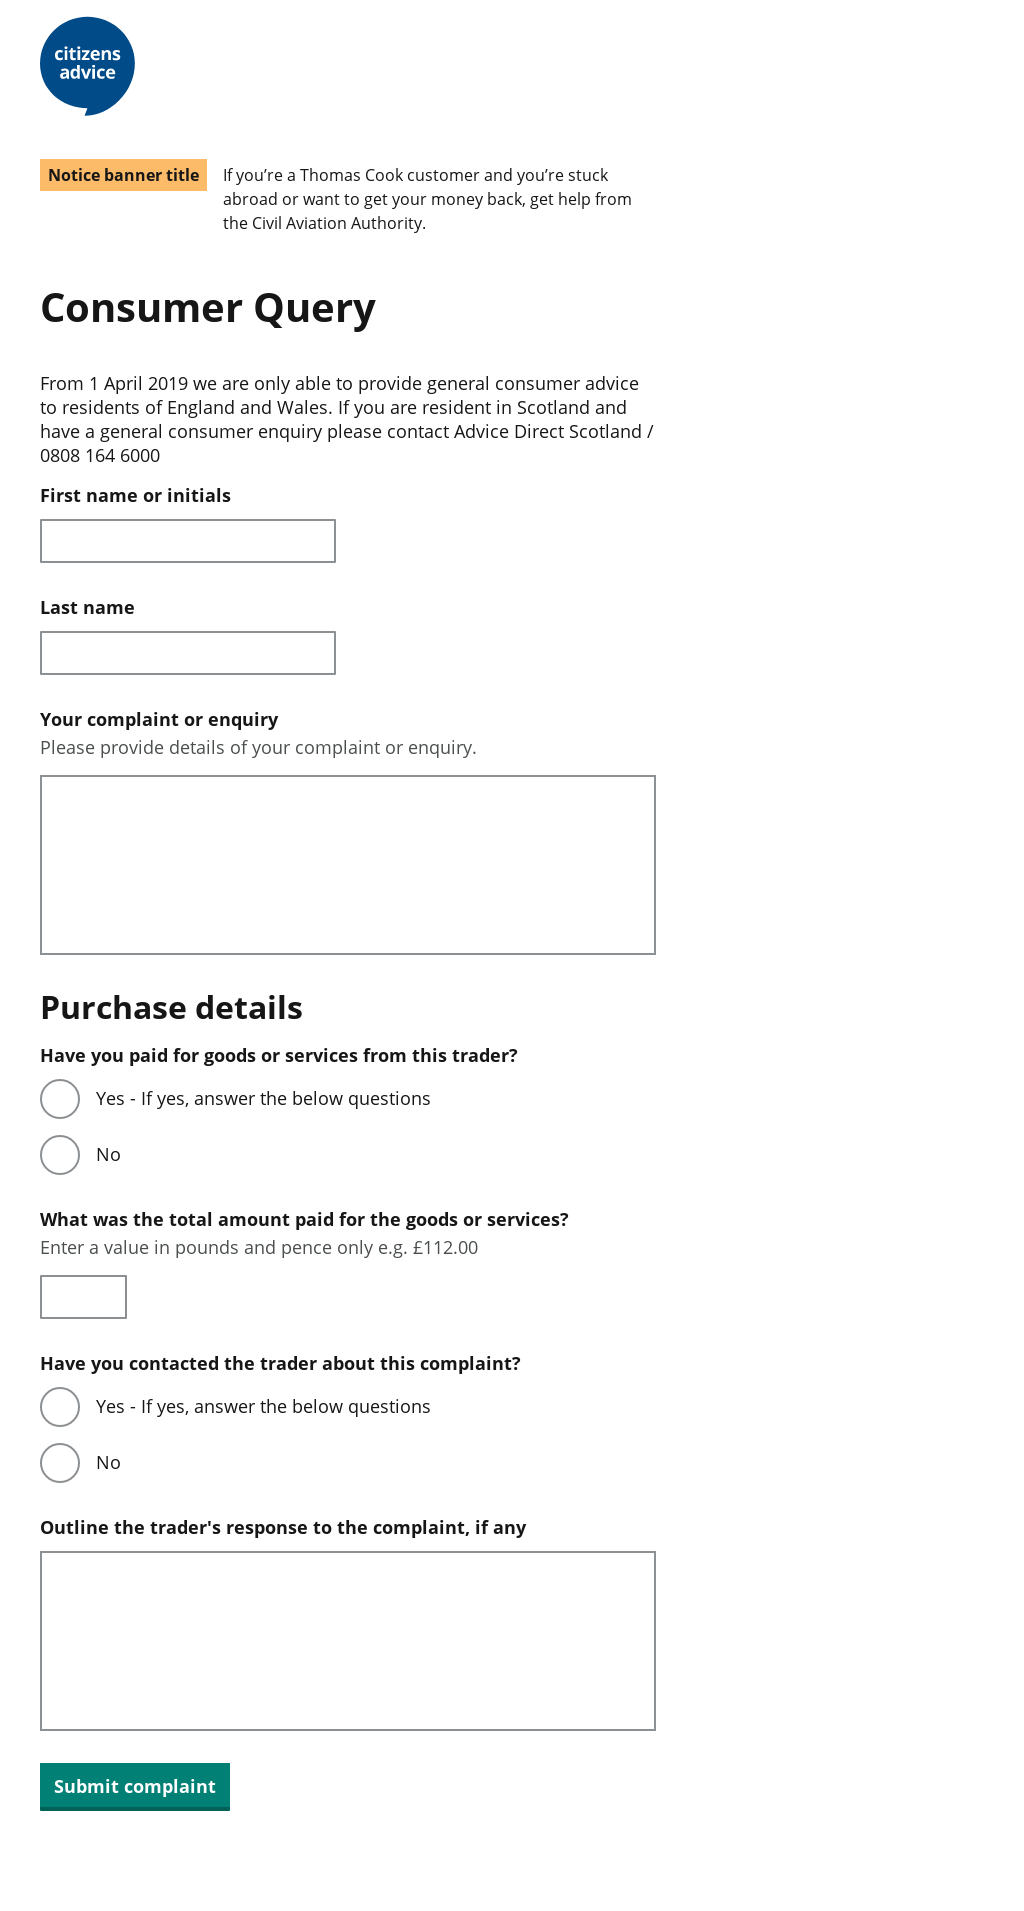 citizens
advice
Notice banner title
If you’re a Thomas Cook customer and you’re stuck
abroad or want to get your money back, get help from
the Civil Aviation Authority.
Consumer Query
From 1 April 2019 we are only able to provide general consumer advice
to residents of England and Wales. If you are resident in Scotland and
have a general consumer enquiry please contact Advice Direct Scotland /
0808 164 6000
First name or initials
Last name
Your complaint or enquiry
Please provide details of your complaint or enquiry.
Purchase details
Have you paid for goods or services from this trader?
Yes - If yes, answer the below questions
No
What was the total amount paid for the goods or services?
Enter a value in pounds and pence only e.g. £112.00
Have you contacted the trader about this complaint?
Yes - If yes, answer the below questions
No
Outline the trader's response to the complaint, if any
Submit complaint